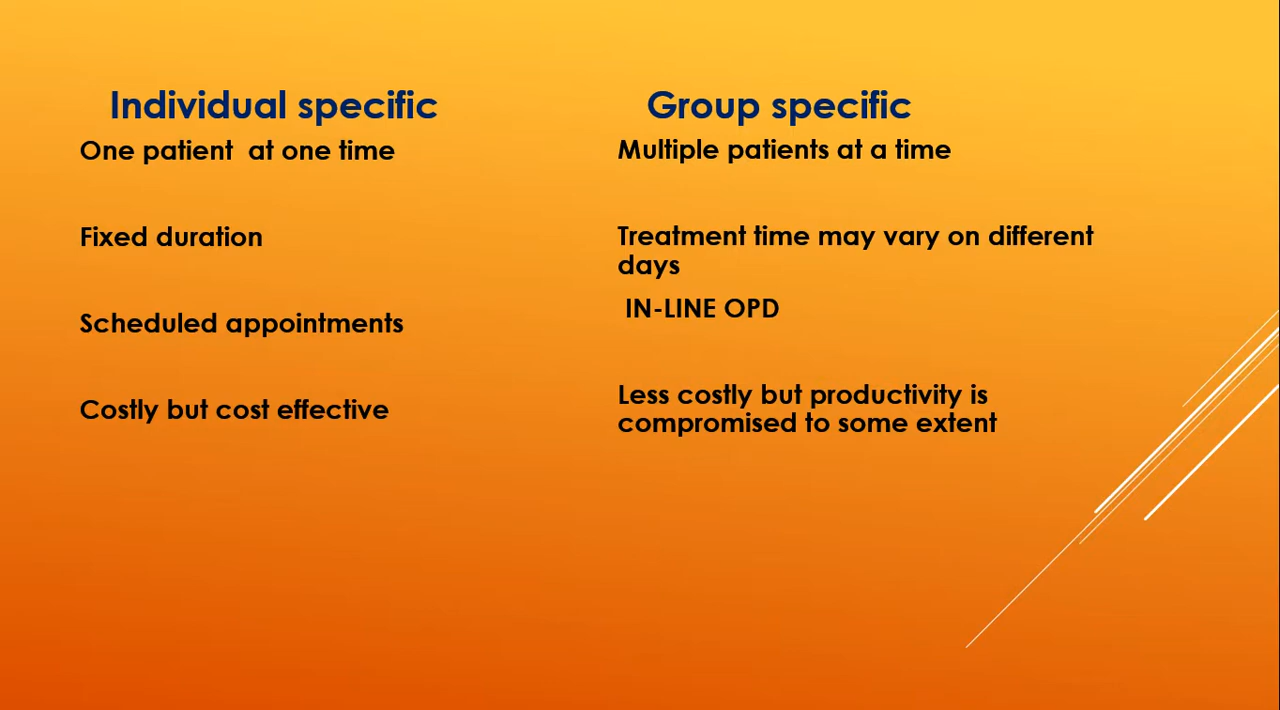 Individual specific
One patient  at one time
Fixed duration
Scheduled appointments
Costly but cost effective
Group specific
Multiple patients at a time
Treatment time may vary on different
days
IN-LINE OPD
Less costly but productivity is
compromised to some extent